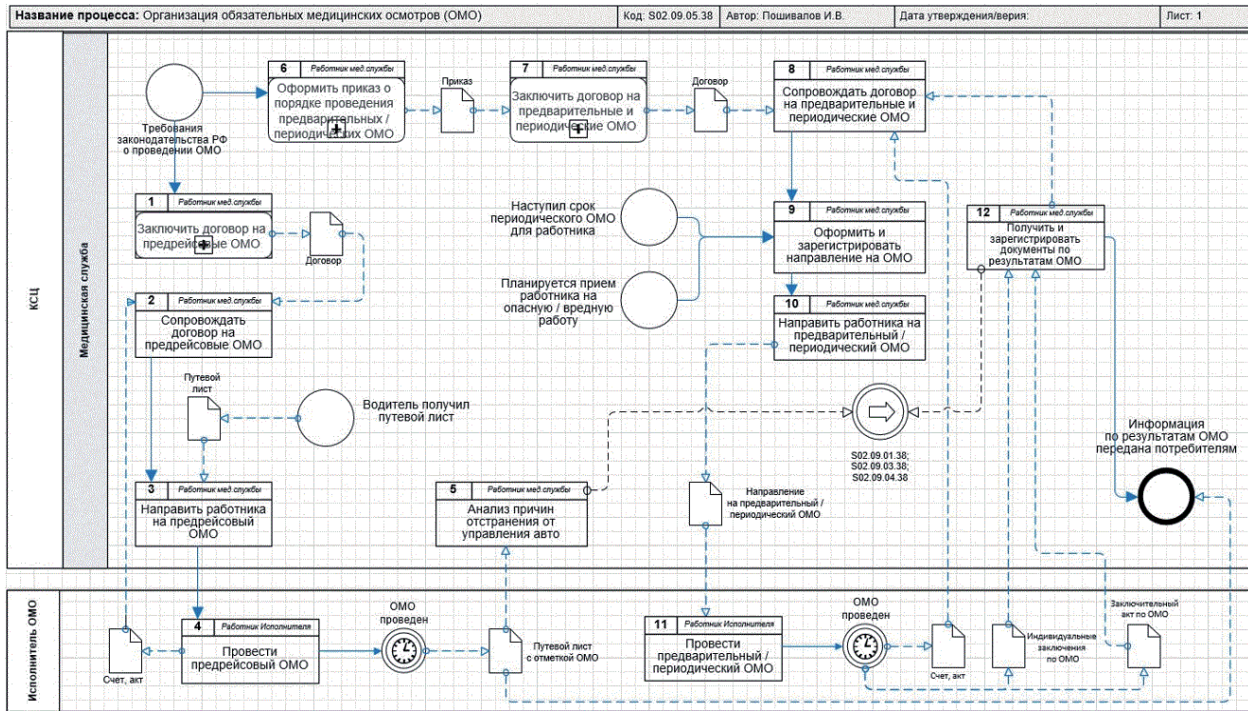 Название процесса: Организация обязательных медицинских осмотров (ОМО)
Код: S02.09.05.38
Автор: Пошивалов И.В.
Дата утверждения/верия:
Лист: 1
КСЦ
Медицинская служба
Требования
законодательства РФ
о проведении ОМО
6
Работник мед.службы
Оформить приказ о
порядке проведения
предварительных /
периодических ОМО
Приказ
7
Работник мед.службы
Заключить договор на
предварительные и
периодические ОМО
Договор
8
Работник мед.службы
Сопровождать договор
на предварительные и
периодические ОМО
1
Работник мед.службы
Заключить договор на
предрейсовые ОМО
Договор
Наступил срок
периодического ОМО
для работника
9
Работник мед.службы
Оформить и
зарегистрировать
направление на ОМО
12
Работник мед.службы
Получить и
зарегистрировать
документы по
результатам ОМО
2
Работник мед.службы
Сопровождать
договор на
предрейсовые ОМО
Планируется прием
работника на
опасную / вредную
работу
10
Работник мед.службы
Направить работника на
предварительный /
периодический ОМО
Путевой
лист
Водитель получил
путевой лист
S02.09.01.38;
S02.09.03.38;
S02.09.04.38
Информация
по результатам ОМО
передана потребителям
3
Работник мед.службы
Направить работника
на предрейсовый
ОМО
5
Работник мед.службы
Анализ причин
отстранения от
управления авто
Направление
на предварительный /
периодический ОМО
Исполнитель ОМО
Счет, акт
4
Работник Исполнителя
Провести
предрейсовый ОМО
ОМО
проведен
Путевой лист
с отметкой ОМО
11
Работник Исполнителя
Провести
предварительный /
периодический ОМО
ОМО
проведен
Счет, акт
Индивидуальные
заключения
по ОМО
Заключительный
акт по ОМО